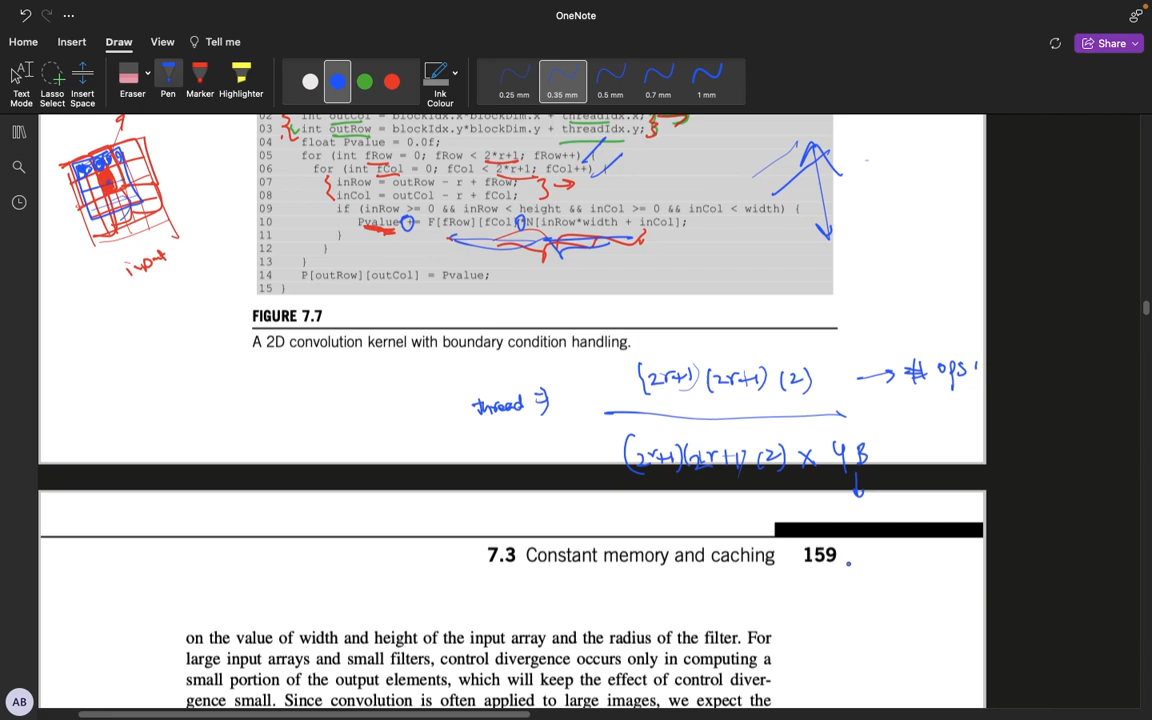 OneNote
Home Insert Draw View Tell me
Share
Text Mode
Lasso Select
Insert Space
Eraser
Pen
Marker
Highlighter
Ink Colour
0.25 mm
0.35 mm
0.5 mm
0.7 mm
1 mm
02 int outCol = blockIdx.x*blockDim.x + threadIdx.x;
03 int outRow = blockIdx.y*blockDim.y + threadIdx.y;
04 float Pvalue = 0.0f;
05 for (int fRow = 0; fRow < 2*r+1; fRow++) {
06 for (int fCol = 0; fCol < 2*r+1; fCol++) {
07 inRow = outRow - r + fRow;
08 inCol = outCol - r + fCol;
09 if (inRow >= 0 && inRow < height && inCol >= 0 && inCol < width) {
10 Pvalue += F[fRow][fCol]*N[inRow*width + inCol];
11 }
12 }
13 }
14 P[outRow][outCol] = Pvalue;
15 }
input
FIGURE 7.7
A 2D convolution kernel with boundary condition handling.
thread ⇒
(2r+1) (2r+1) (2) → # ops
(2r+1)(2r+1) (2) × 4 B
7.3 Constant memory and caching 159
on the value of width and height of the input array and the radius of the filter. For
large input arrays and small filters, control divergence occurs only in computing a
small portion of the output elements, which will keep the effect of control diver-
gence small. Since convolution is often applied to large images, we expect the
AB